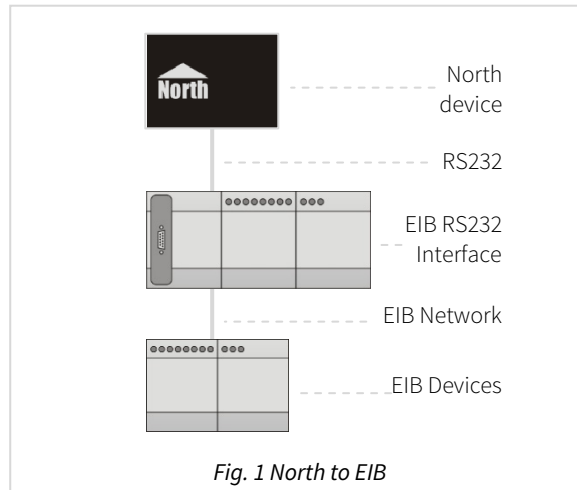 North
North
device
RS232
EIB RS232
Interface
EIB Network
EIB Devices
Fig. 1 North to EIB